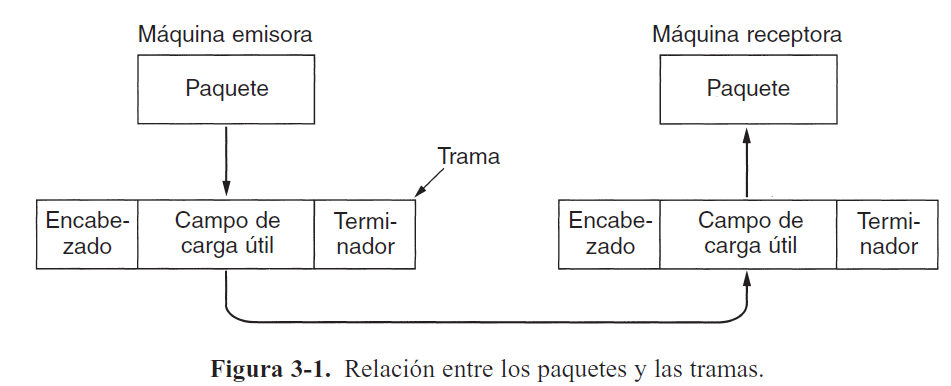 Máquina emisora
Máquina receptora
Paquete
Paquete
Trama
Encabe-
zado
Campo de
carga útil
Termi-
nador
Encabe-
zado
Campo de
carga útil
Termi-
nador
Figura 3-1. Relación entre los paquetes y las tramas.